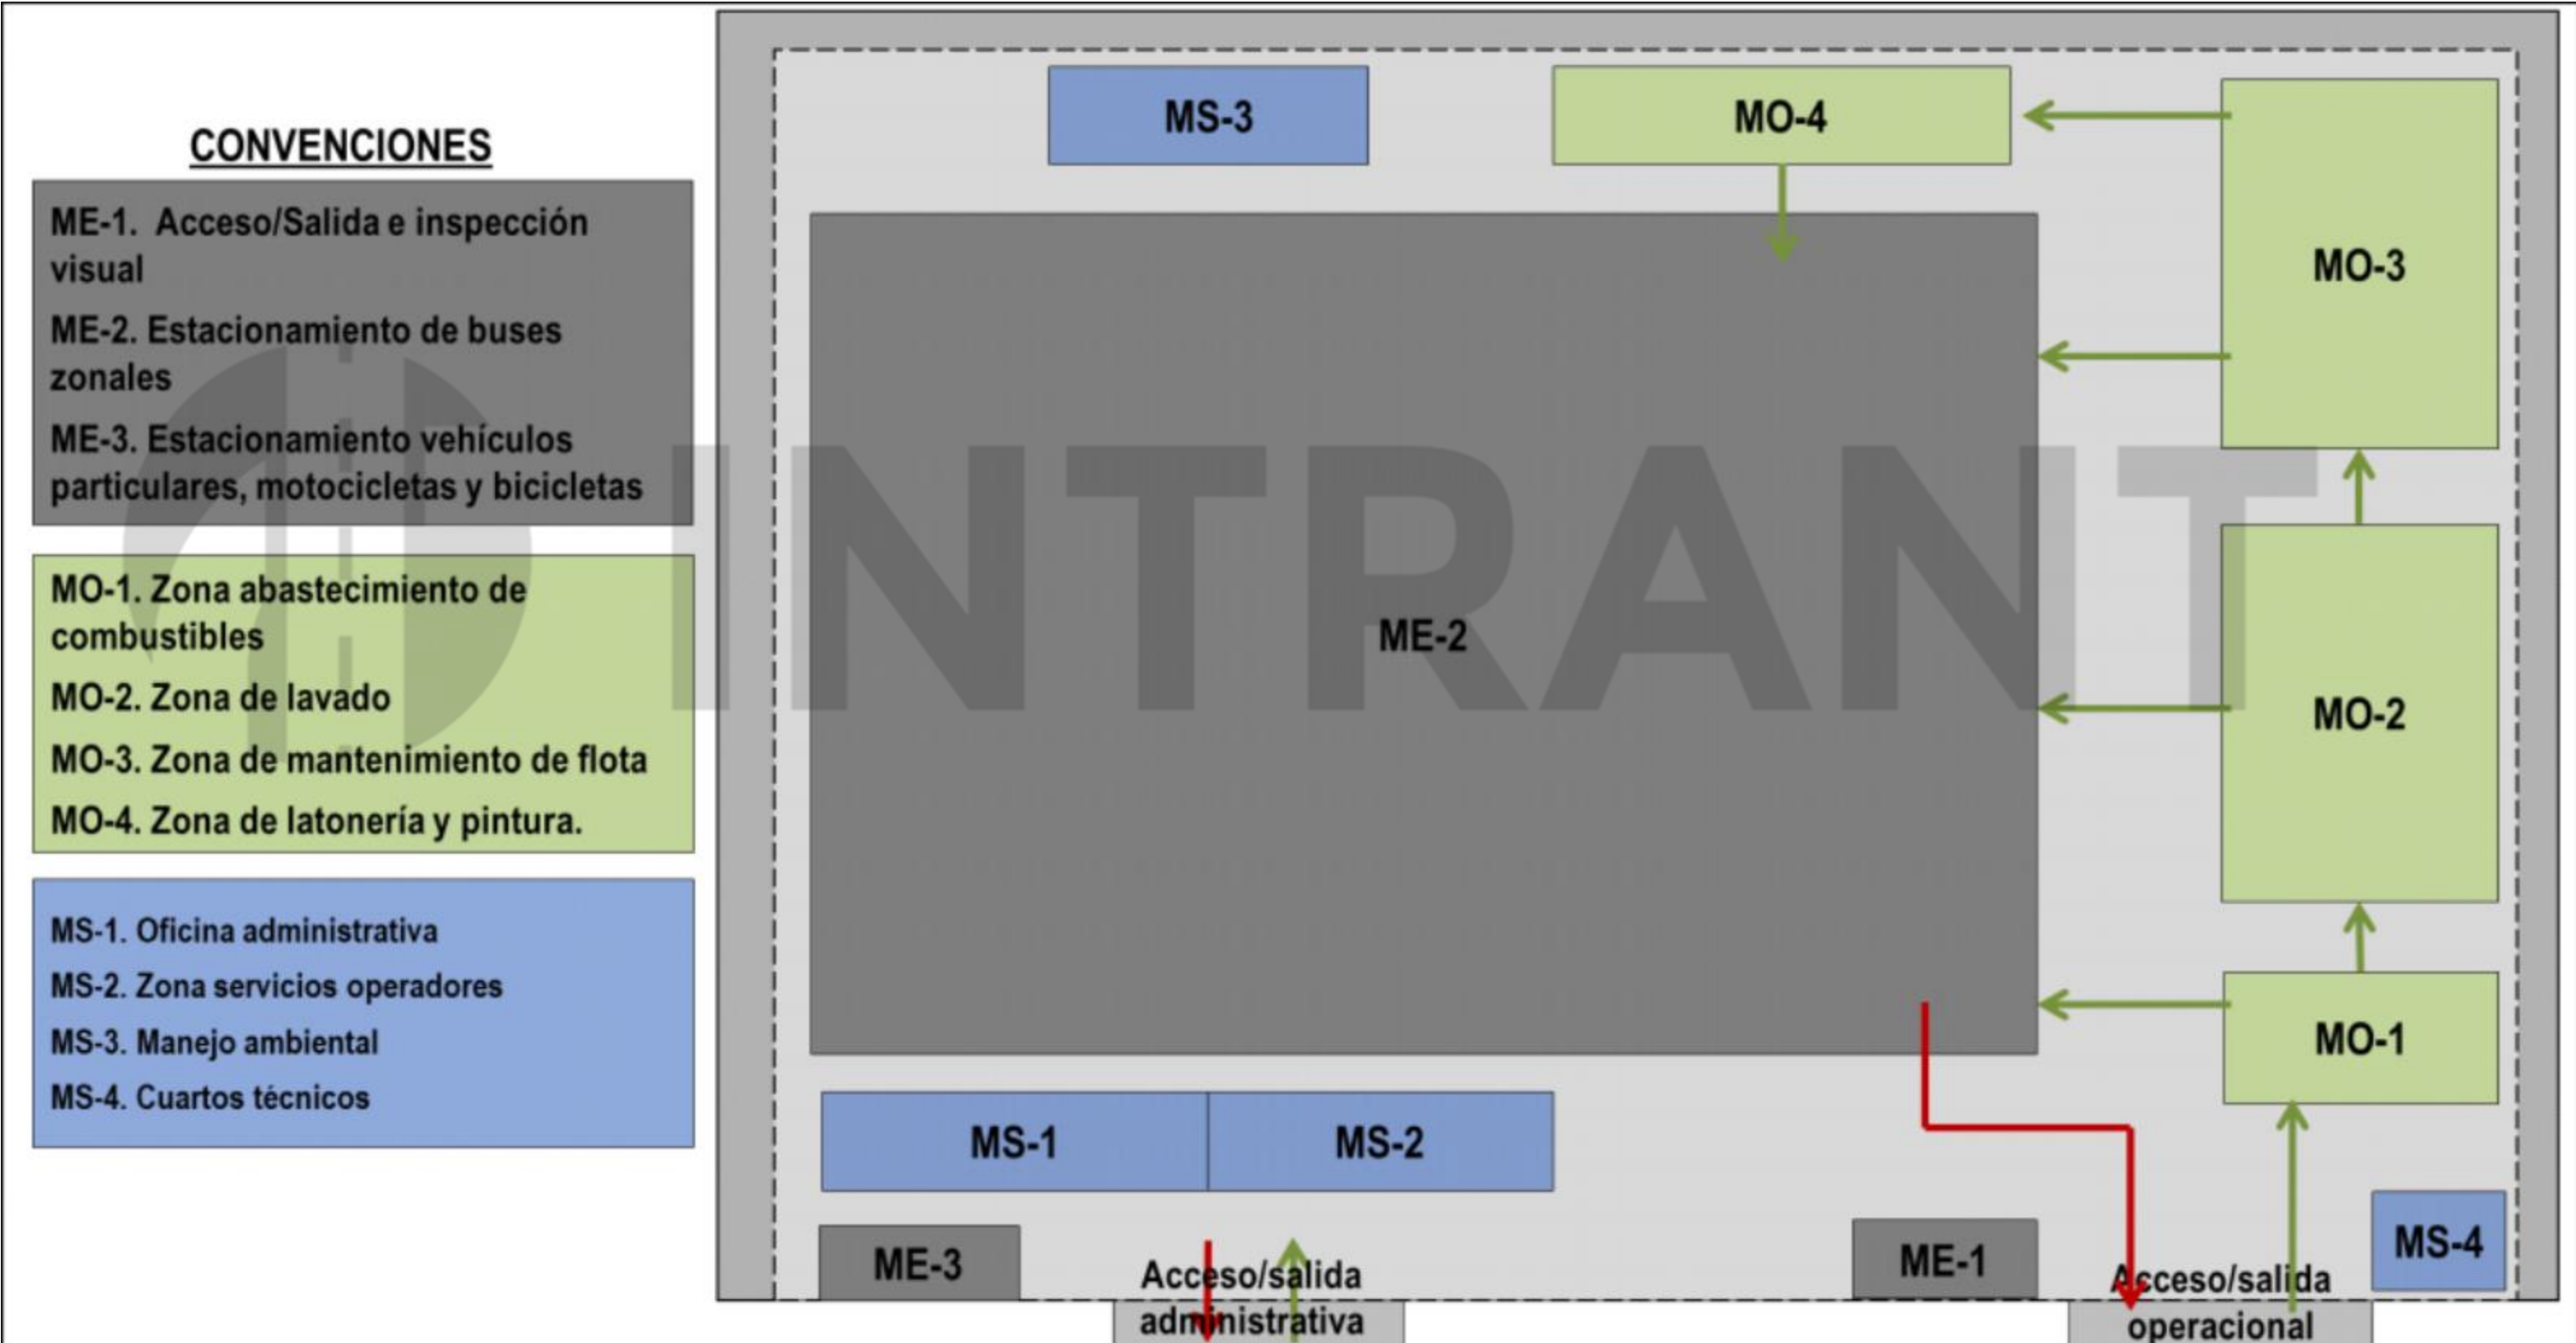 CONVENCIONES
ME-1. Acceso/Salida e inspección
visual
ME-2. Estacionamiento de buses
zonales
ME-3. Estacionamiento vehículos
particulares, motocicletas y bicicletas
MO-1. Zona abastecimiento de
combustibles
MO-2. Zona de lavado
MO-3. Zona de mantenimiento de flota
MO-4. Zona de latonería y pintura.
MS-1. Oficina administrativa
MS-2. Zona servicios operadores
MS-3. Manejo ambiental
MS-4. Cuartos técnicos
MS-3
MO-4
MO-3
INTRANT
ME-2
MO-2
MO-1
MS-1
MS-2
ME-3
Acceso/salida
administrativa
ME-1
Acceso/salida
operacional
MS-4